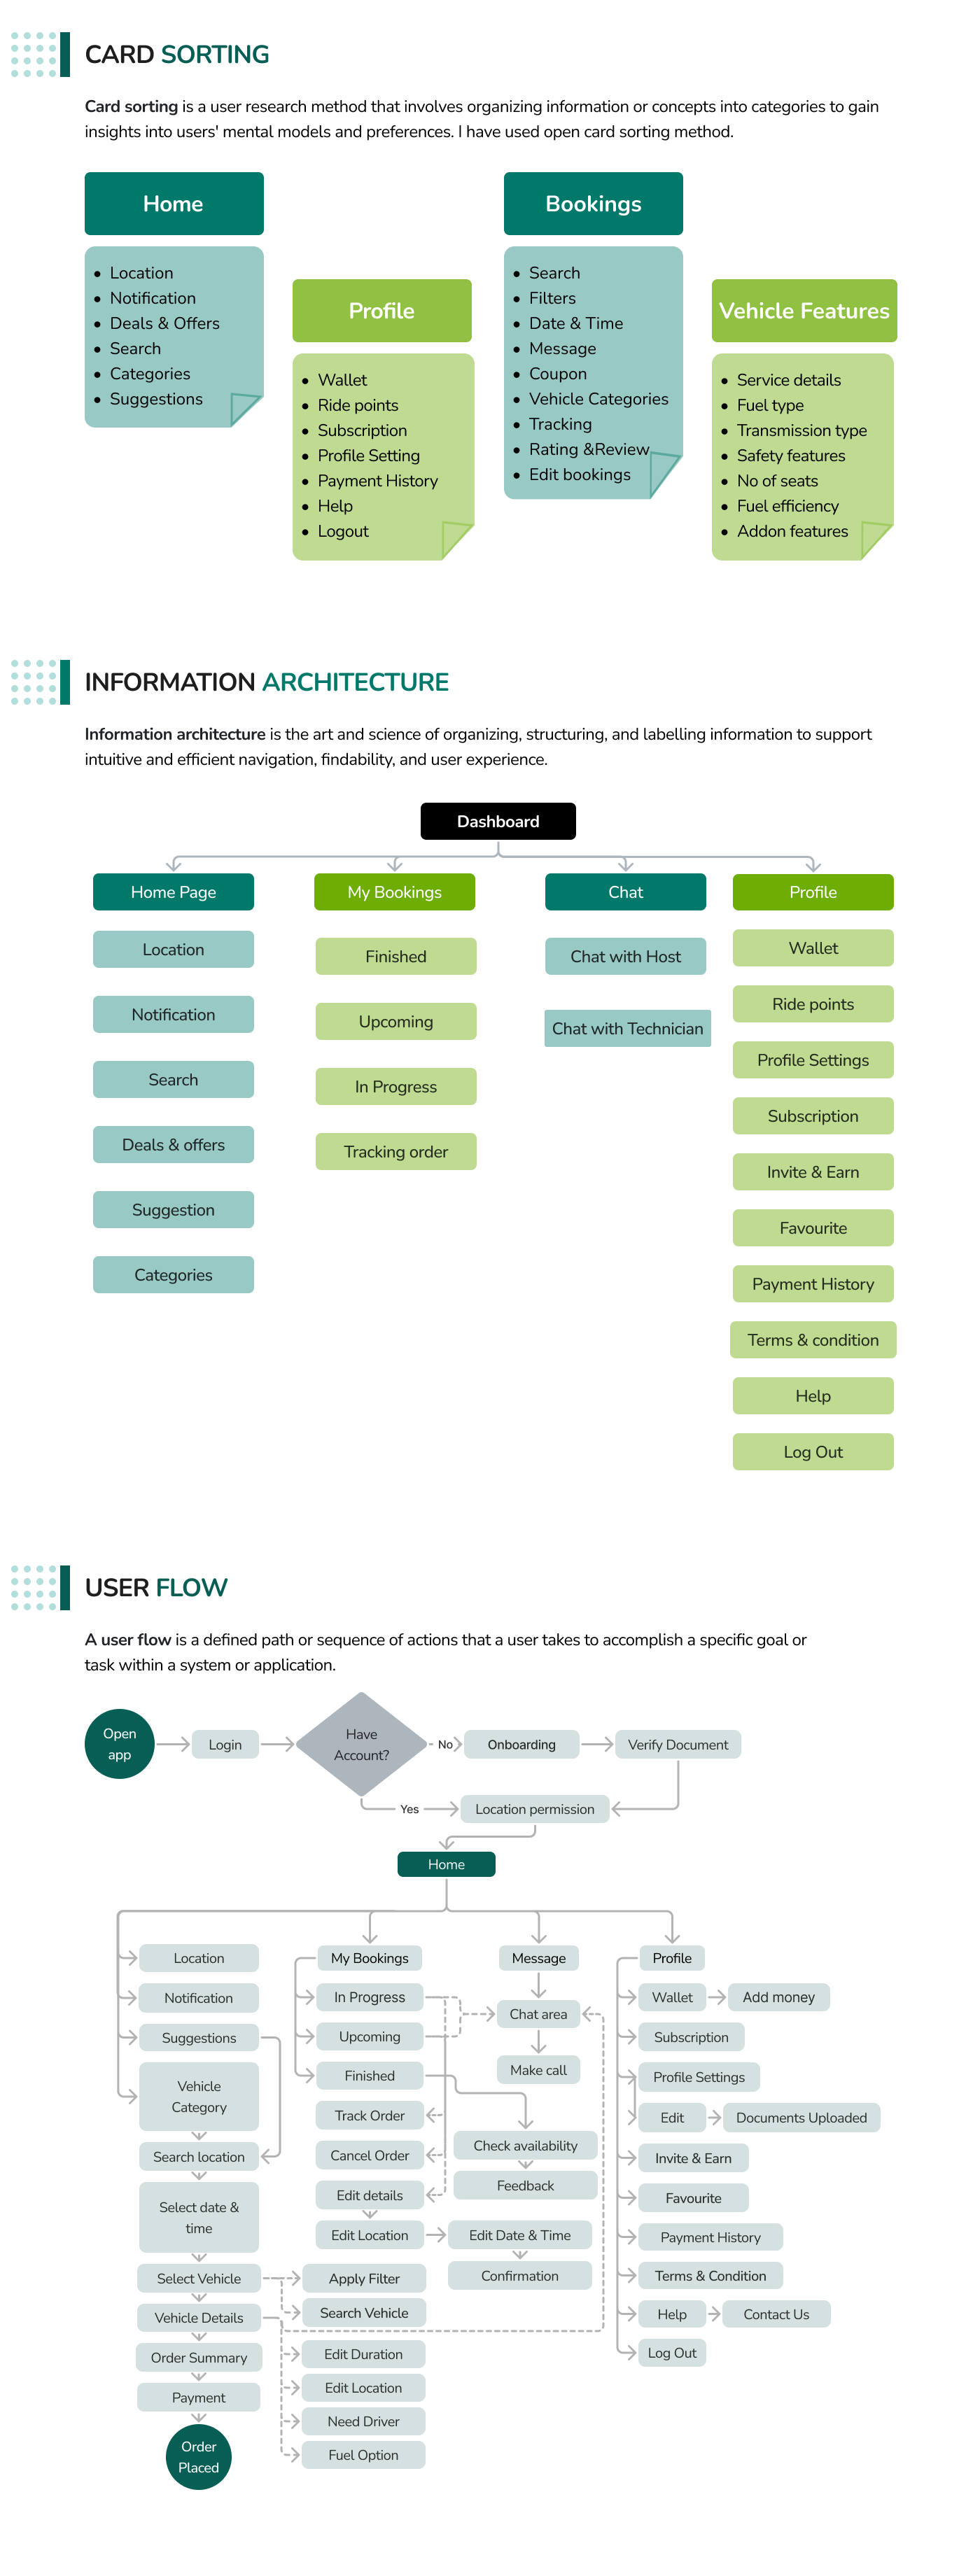 CARD SORTING
Card sorting is a user research method that involves organizing information or concepts into categories to gain
insights into users' mental models and preferences. I have used open card sorting method.
Home
• Location
• Notification
• Deals & Offers
• Search
• Categories
• Suggestions
Profile
• Wallet
• Ride points
• Subscription
• Profile Setting
• Payment History
• Help
• Logout
Bookings
• Search
• Filters
• Date & Time
• Message
• Coupon
• Vehicle Categories
• Tracking
• Rating &Review
• Edit bookings
Vehicle Features
• Service details
• Fuel type
• Transmission type
• Safety features
• No of seats
• Fuel efficiency
• Addon features
INFORMATION ARCHITECTURE
Information architecture is the art and science of organizing, structuring, and labelling information to support
intuitive and efficient navigation, findability, and user experience.
Dashboard
Home Page
Location
Notification
Search
Deals & offers
Suggestion
Categories
My Bookings
Finished
Upcoming
In Progress
Tracking order
Chat
Chat with Host
Chat with Technician
Profile
Wallet
Ride points
Profile Settings
Subscription
Invite & Earn
Favourite
Payment History
Terms & condition
Help
Log Out
USER FLOW
A user flow is a defined path or sequence of actions that a user takes to accomplish a specific goal or
task within a system or application.
Open
app
Login
Have
Account?
No
Onboarding
Verify Document
Yes
Location permission
Home
Location
Notification
Suggestions
Vehicle
Category
Search location
Select date &
time
Select Vehicle
Vehicle Details
Order Summary
Payment
Order
Placed
My Bookings
In Progress
Upcoming
Finished
Track Order
Cancel Order
Edit details
Edit Location
Edit Date & Time
Confirmation
Apply Filter
Search Vehicle
Edit Duration
Edit Location
Need Driver
Fuel Option
Message
Chat area
Make call
Check availability
Feedback
Profile
Wallet
Add money
Subscription
Profile Settings
Edit
Documents Uploaded
Invite & Earn
Favourite
Payment History
Terms & Condition
Help
Contact Us
Log Out